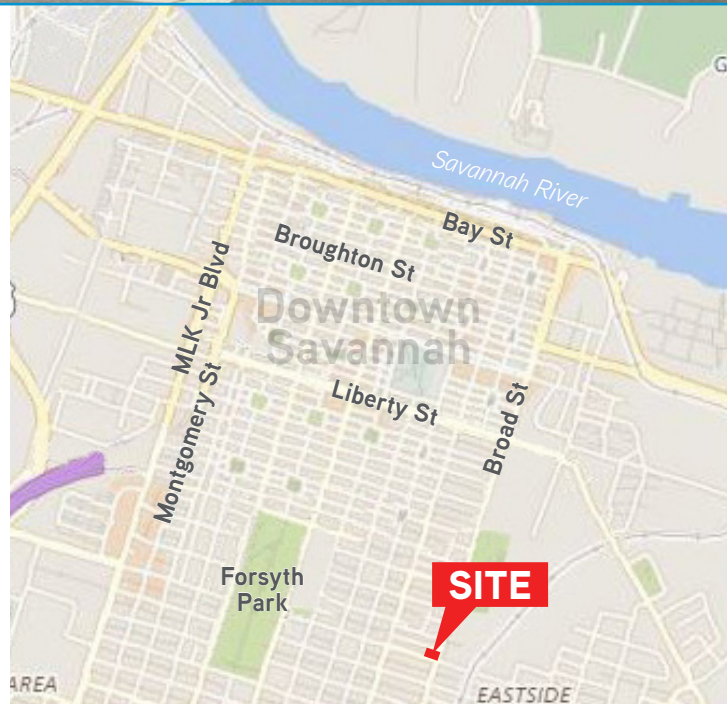 G
Savannah River
Bay St
Broughton St
MLK Jr Blvd
Downtown
Savannah
Liberty St
Broad St
Montgomery St
Forsyth
Park
SITE
AREA
EASTSIDE